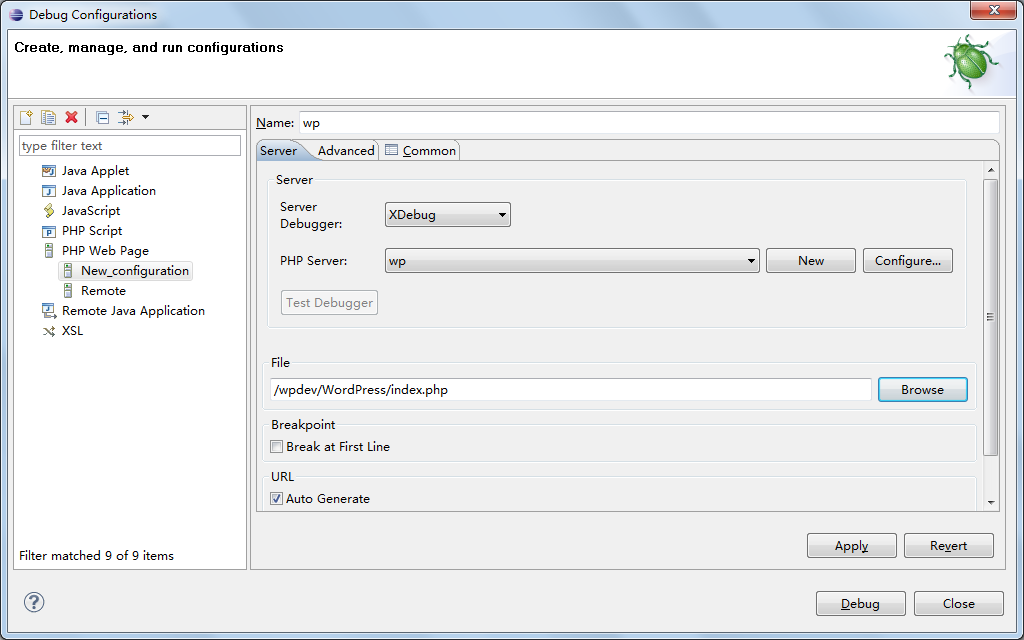 Debug Configurations
Create, manage, and run configurations
type filter text
Java Applet
Java Application
JavaScript
PHP Script
PHP Web Page
New_configuration
Remote
Remote Java Application
XSL
Filter matched 9 of 9 items
Name: wp
Server Advanced Common
Server
Server
Debugger:
XDebug
PHP Server: wp New Configure...
Test Debugger
File
/wpdev/WordPress/index.php Browse
Breakpoint
Break at First Line
URL
Auto Generate
Apply Revert
Debug Close